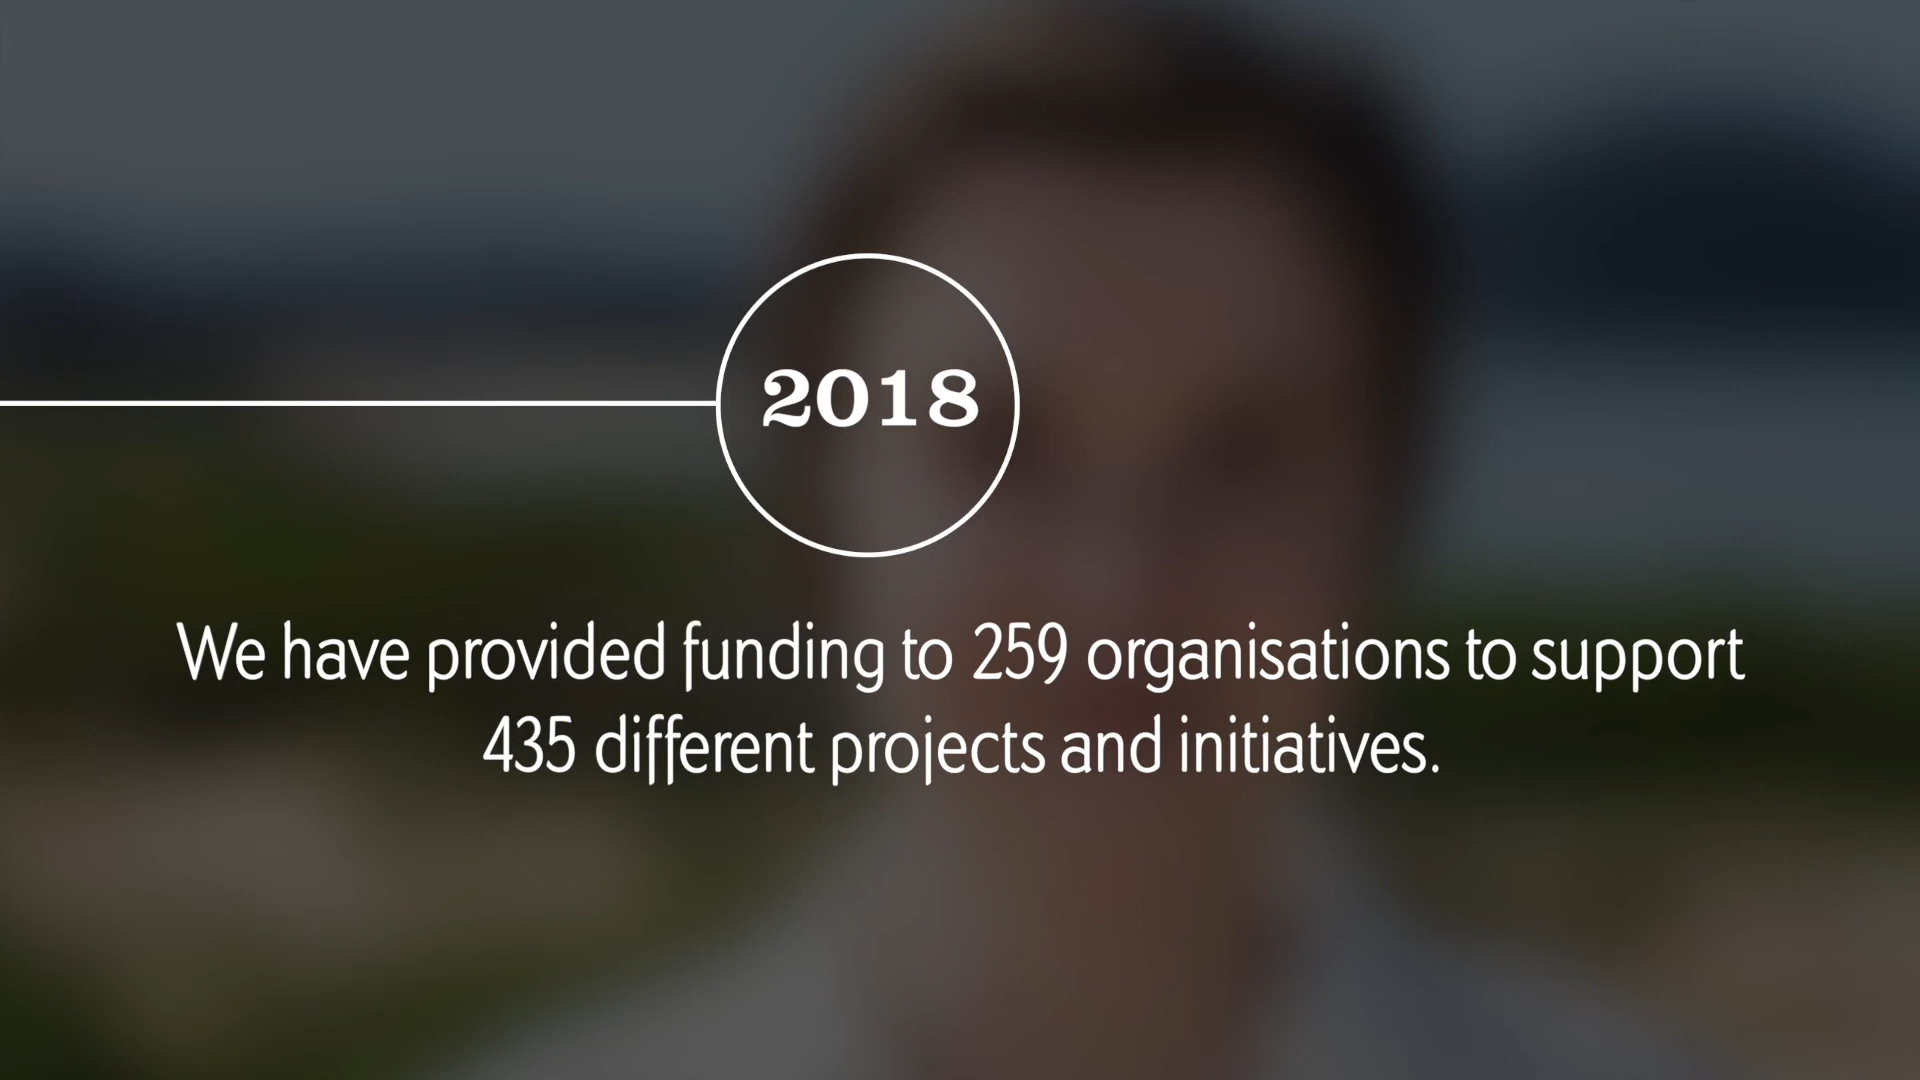 2018
We have provided funding to 259 organisations to support
435 different projects and initiatives.